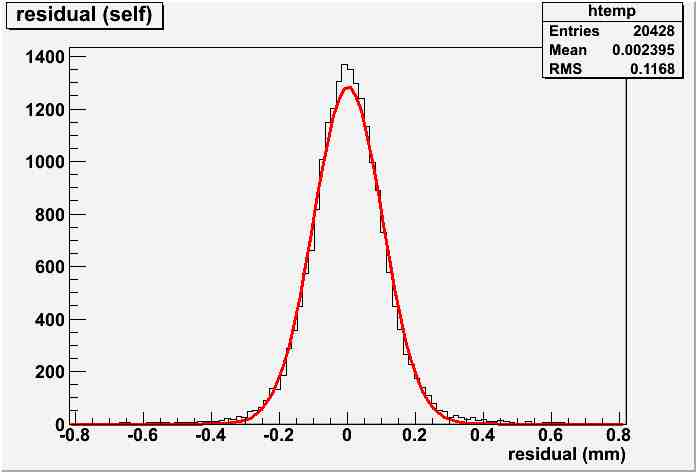 residual (self)
htemp
Entries 20428
Mean 0.002395
RMS 0.1168
1400
1200
1000
800
600
400
200
0
-0.8 -0.6 -0.4 -0.2 0 0.2 0.4 0.6 0.8
residual (mm)